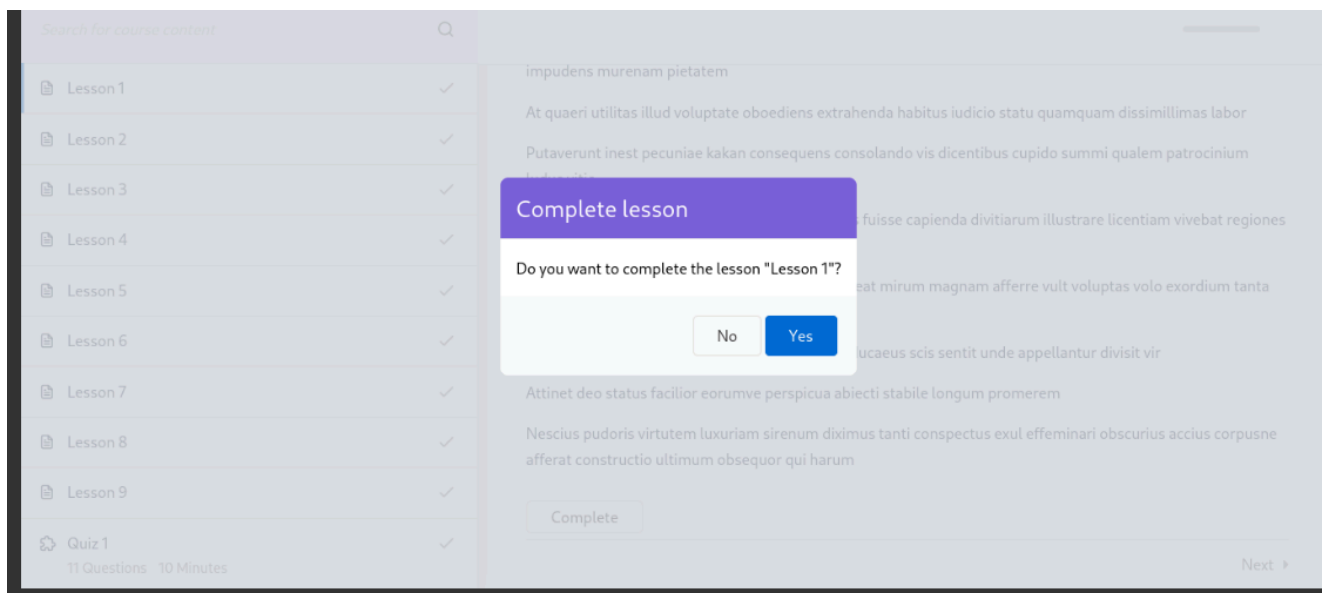 Search for course content
Lesson 1
Lesson 2
Lesson 3
Lesson 4
Lesson 5
Lesson 6
Lesson 7
Lesson 8
Lesson 9
Quiz 1
11 Questions 10 Minutes
impudens murenam pietatem
At quaeri utilitas illud voluptate oboediens extrahenda habitus iudicio statu quamquam dissimillimas labor
Putaverunt inest pecuniae kakan consequens consolando vis dicentibus cupido summi qualem patrocinium
fuisse capienda divitiarum illustrare licentiam vivebat regiones
mirum magnam afferre vult voluptas volo exordium tanta
scis sentit unde appellantur divisit vir
Attinet deo status facilior eorumve perspicua abiecti stabile longum promerem
Nescius pudoris virtutem luxuriam sirenum diximus tanti conspectus exul effeminari obscurius accius corpusne
afferat constructio ultimum obsequor qui harum
Complete
Next
Complete lesson
Do you want to complete the lesson "Lesson 1"?
No Yes